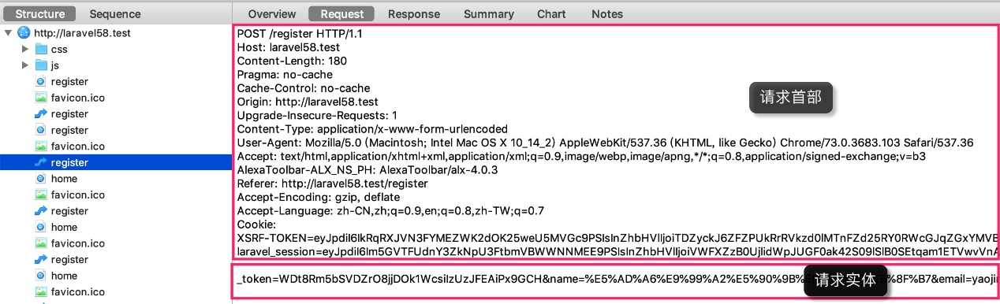 Structure Sequence Overview Request Response Summary Chart Notes
http://laravel58.test
css
js
register
favicon.ico
register
register
favicon.ico
register
home
favicon.ico
register
home
favicon.ico
register
home
favicon.ico
POST /register HTTP/1.1
Host: laravel58.test
Content-Length: 180
Pragma: no-cache
Cache-Control: no-cache
Origin: http://laravel58.test
Upgrade-Insecure-Requests: 1
Content-Type: application/x-www-form-urlencoded
User-Agent: Mozilla/5.0 (Macintosh; Intel Mac OS X 10_14_2) AppleWebKit/537.36 (KHTML, like Gecko) Chrome/73.0.3683.103 Safari/537.36
Accept: text/html,application/xhtml+xml,application/xml;q=0.9,image/webp,image/apng,*/*;q=0.8,application/signed-exchange;v=b3
AlexaToolbar-ALX_NS_PH: AlexaToolbar/alx-4.0.3
Referer: http://laravel58.test/register
Accept-Encoding: gzip, deflate
Accept-Language: zh-CN,zh;q=0.9,en;q=0.8,zh-TW;q=0.7
Cookie:
XSRF-TOKEN=
laravel_session=
请求首部
_token=WDt8Rm5bSVDZrO8jjDOk1WcsiIzUzJFEAiPx9GCH&name=%E5%AD%A6%E9%99%A2%E5%90%9B%E 8F%B7&email=yaojin
请求实体